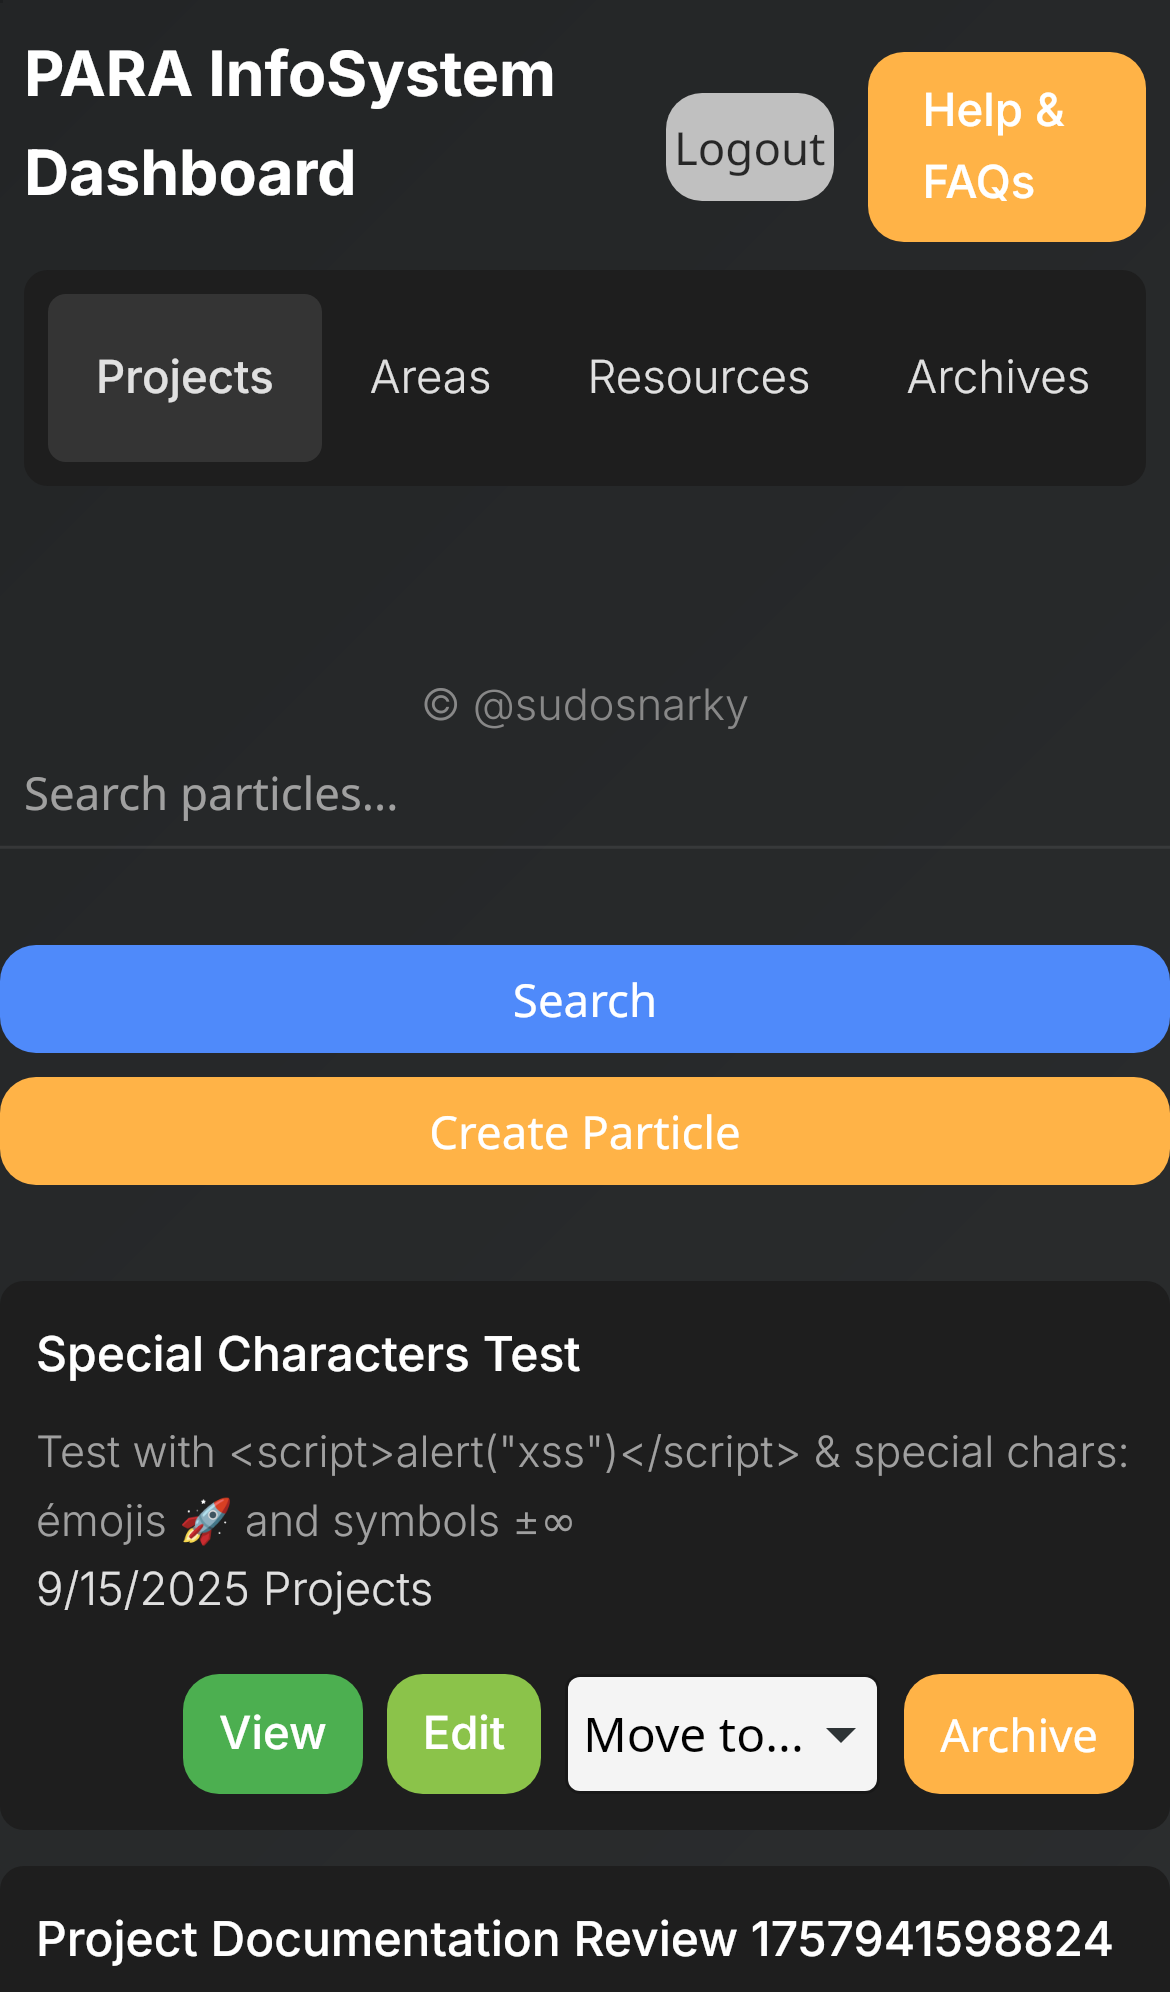 PARA InfoSystem
Dashboard
Logout
Help &
FAQs
Projects
Areas
Resources
Archives
© @sudosnarky
Search particles...
Search
Create Particle
Special Characters Test
Test with <script>alert("xss")</script> & special chars:
émojis 🚀 and symbols ±∞
9/15/2025 Projects
View
Edit
Move to...
Archive
Project Documentation Review 1757941598824